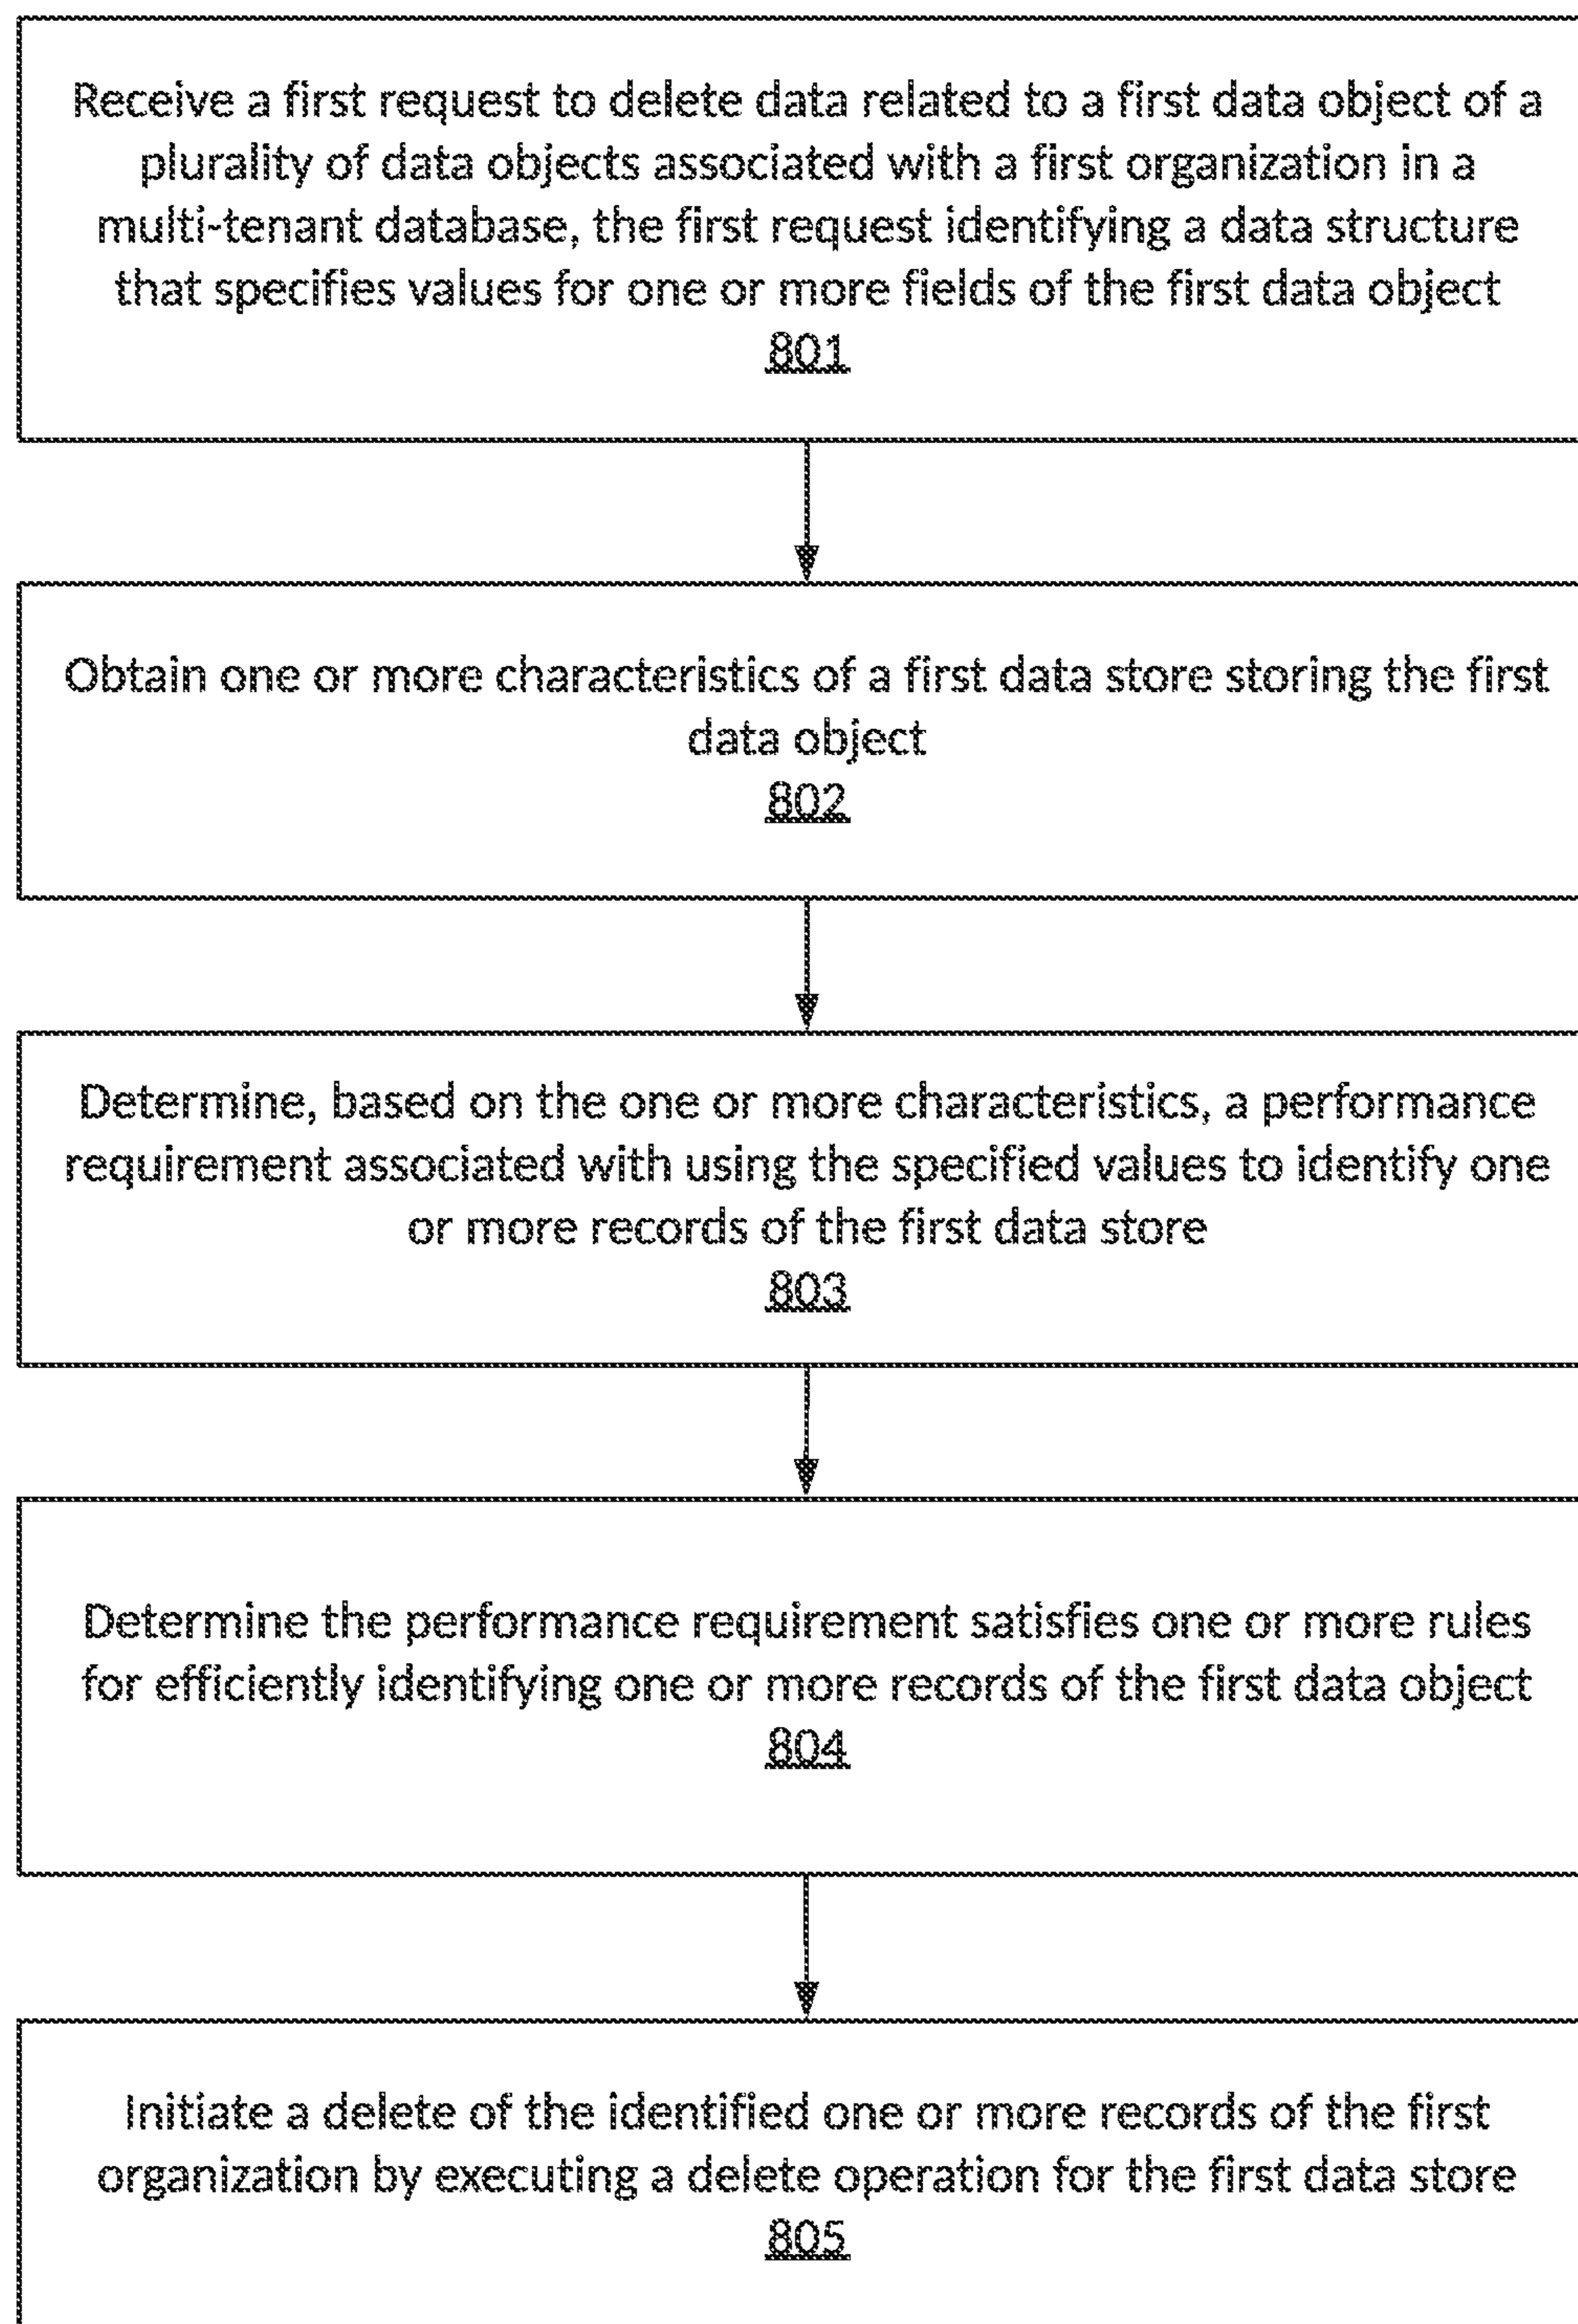 Receive a first request to delete data related to a first data object of a
plurality of data objects associated with a first organization in a
multi-tenant database, the first request identifying a data structure
that specifies values for one or more fields of the first data object
801
Obtain one or more characteristics of a first data store storing the first
data object
802
Determine, based on the one or more characteristics, a performance
requirement associated with using the specified values to identify one
or more records of the first data store
803
Determine the performance requirement satisfies one or more rules
for efficiently identifying one or more records of the first data object
804
Initiate a delete of the identified one or more records of the first
organization by executing a delete operation for the first data store
805